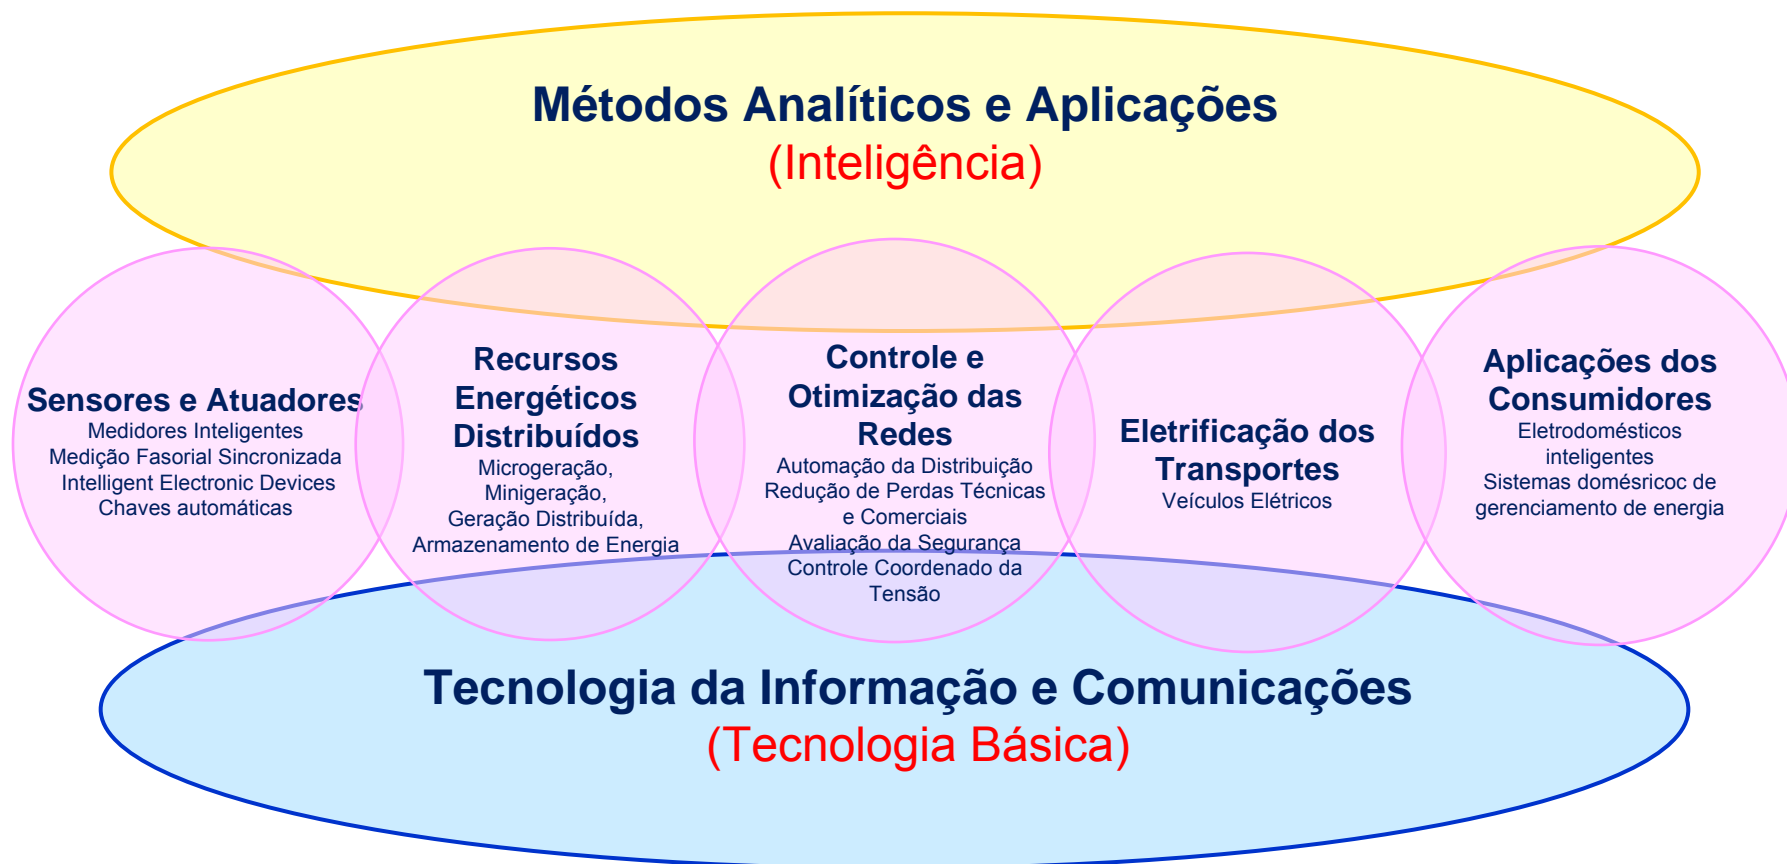 Métodos Analíticos e Aplicações
(Inteligência)
Sensores e Atuadores
Medidores Inteligentes
Medição Fasorial Sincronizada
Intelligent Electronic Devices
Chaves automáticas
Recursos
Energéticos
Distribuídos
Microgeração,
Minigeração,
Geração Distribuída,
Armazenamento de Energia
Controle e
Otimização das
Redes
Automação da Distribuição
Redução de Perdas Técnicas
e Comerciais
Avaliação da Segurança
Controle Coordenado da
Tensão
Eletrificação dos
Transportes
Veículos Elétricos
Aplicações dos
Consumidores
Eletrodomésticos
inteligentes
Sistemas domésricoc de
gerenciamento de energia
Tecnologia da Informação e Comunicações
(Tecnologia Básica)